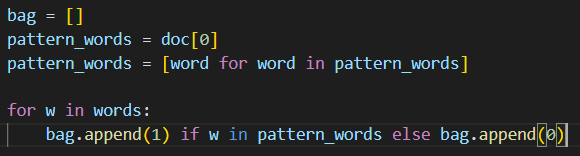 bag = []
pattern_words = doc[0]
pattern_words = [word for word in pattern_words]
for w in words:
bag.append(1) if w in pattern_words else bag.append(0)